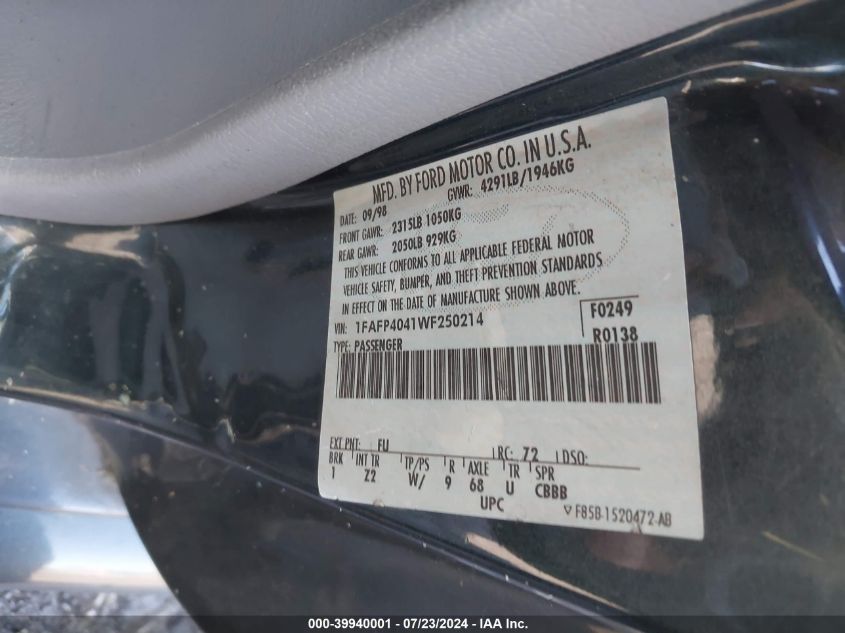 MFD. BY FORD MOTOR CO. IN U.S.A.
DATE: 09/98 GVWR: 4291LB/1946KG
FRONT GAWR: 2315LB 1050KG
REAR GAWR: 2050LB 929KG
THIS VEHICLE CONFORMS TO ALL APPLICABLE FEDERAL MOTOR
VEHICLE SAFETY, BUMPER, AND THEFT PREVENTION STANDARDS
IN EFFECT ON THE DATE OF MANUFACTURE SHOWN ABOVE.
VIN: 1FAFP4041WF250214 F0249
TYPE: PASSENGER R0138
EXT PNT: FU RC: 72 DSO:
BRK INT TR TP/PS R AXLE TR SPR
1 Z2 W/ 9 68 U CBBB
UPC
F85B-1520472-AB
000-39940001 - 07/23/2024 - IAA Inc.